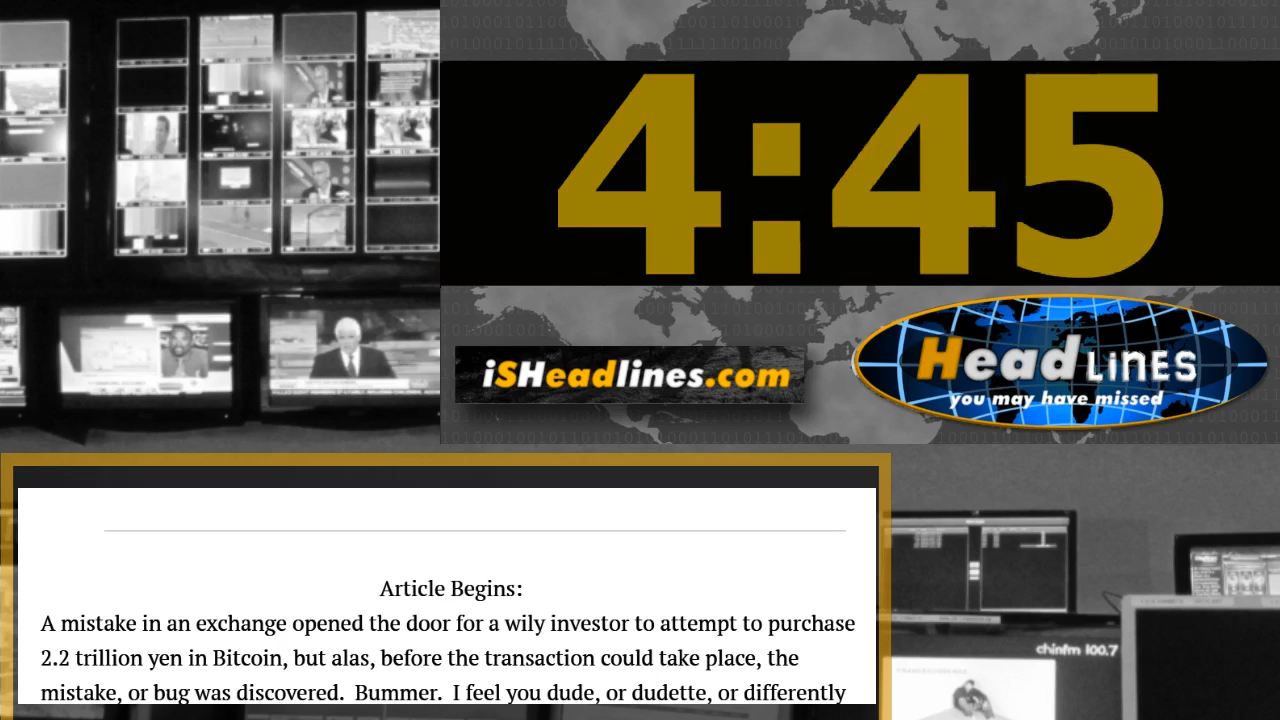 4:45
iSHeadlines.com
HeadLINES
you may have missed
Article Begins:
A mistake in an exchange opened the door for a wily investor to attempt to purchase
2.2 trillion yen in Bitcoin, but alas, before the transaction could take place, the
mistake, or bug was discovered.  Bummer.  I feel you dude, or dudette, or differently
chinfm 100.7